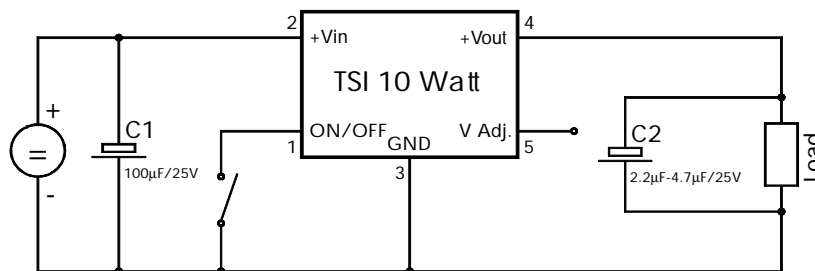 2
4
+Vin
+Vout
TSI 10 Watt
+
C1
ON/OFF
V Adj.
C2
Load
=
1
GND
5
100µF/25V
3
2.2µF-4.7µF/25V
-